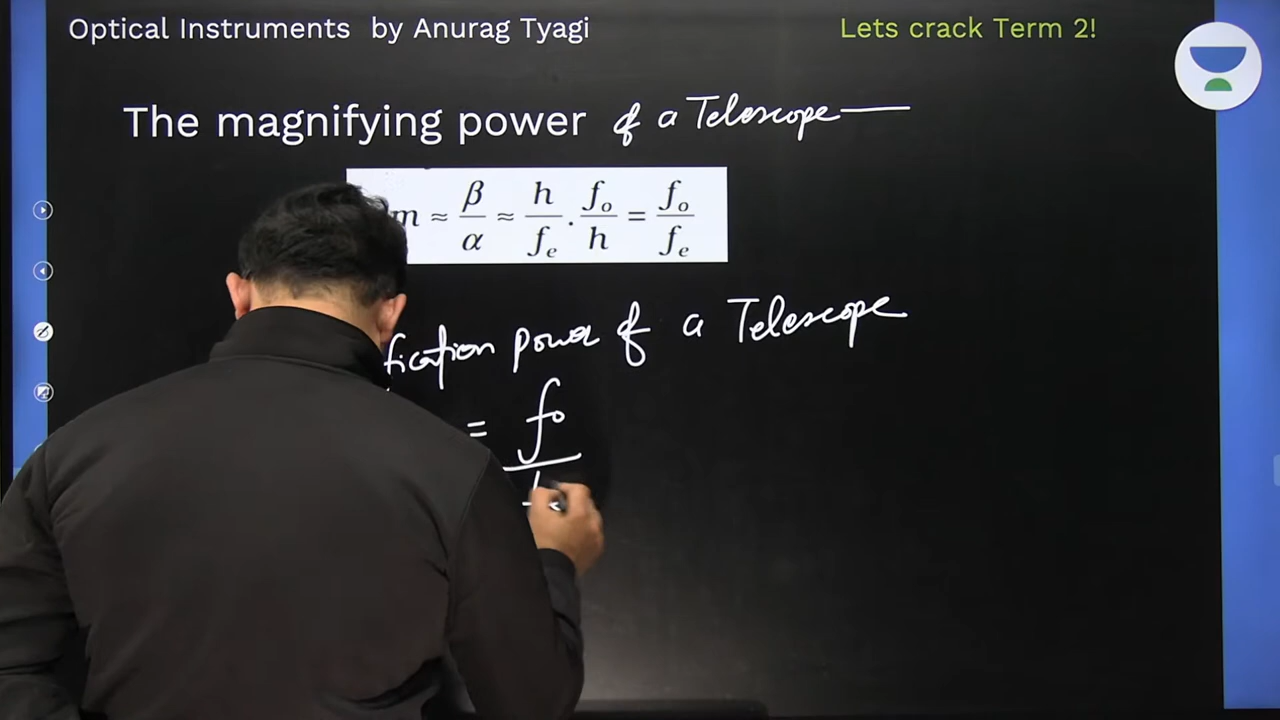 Optical Instruments by Anurag Tyagi
Lets crack Term 2!
The magnifying power of a Telescope —
m ≈ β/α ≈ h/fₑ · fₒ/h = fₒ/fₑ
fication power of a Telescope
= fₒ